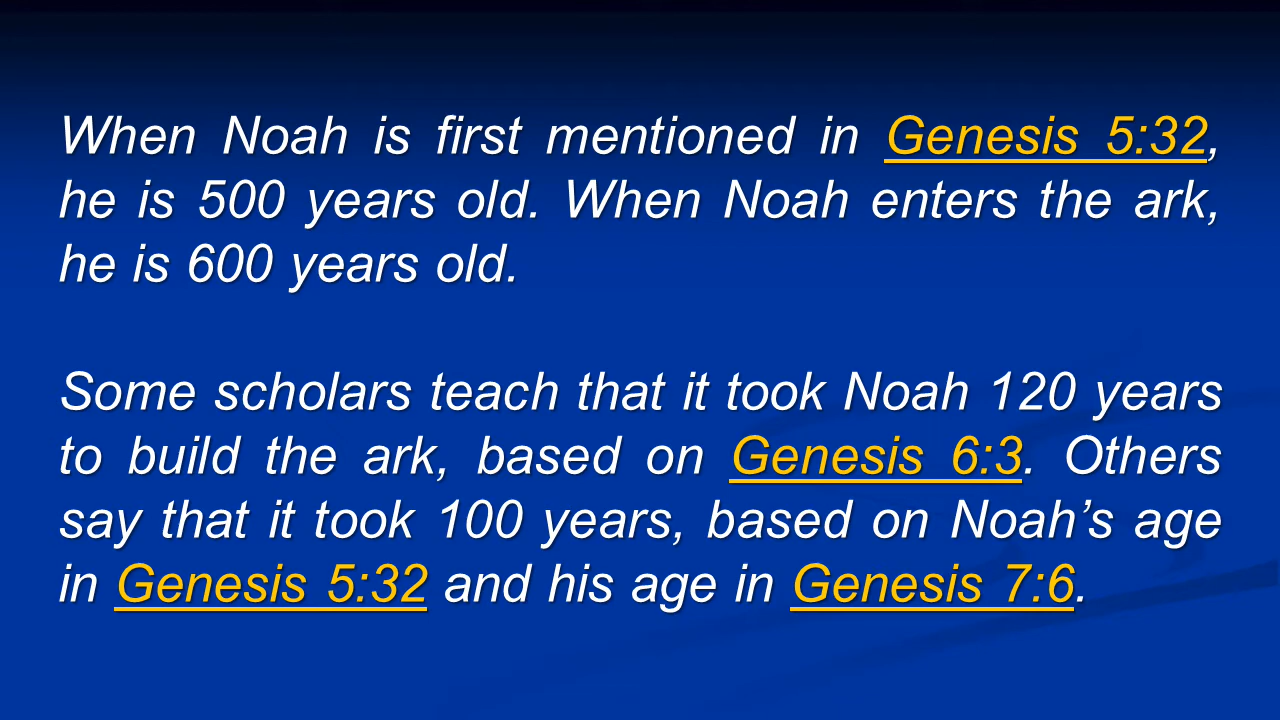 When Noah is first mentioned in Genesis 5:32,
he is 500 years old. When Noah enters the ark,
he is 600 years old.
Some scholars teach that it took Noah 120 years
to build the ark, based on Genesis 6:3. Others
say that it took 100 years, based on Noah’s age
in Genesis 5:32 and his age in Genesis 7:6.